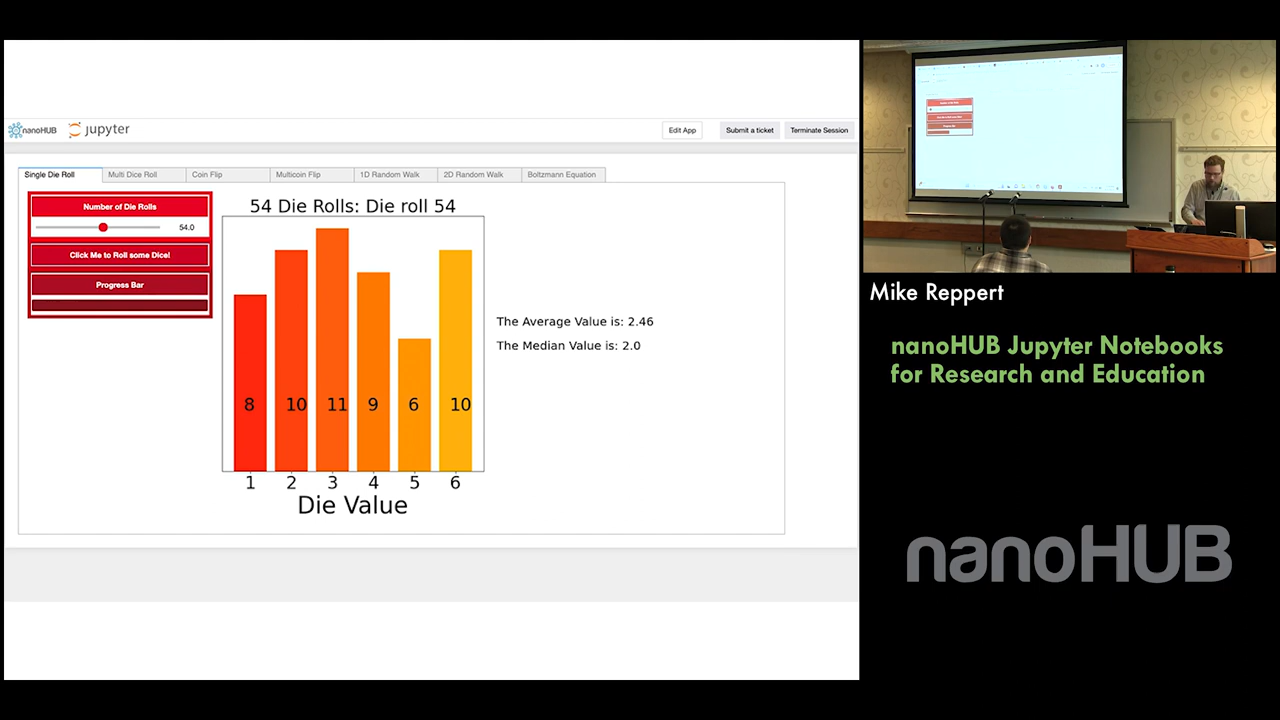 nanoHUB
jupyter
Edit App
Submit a ticket
Terminate Session
Single Die Roll
Multi Dice Roll
Coin Flip
Multicoin Flip
1D Random Walk
2D Random Walk
Boltzmann Equation
Number of Die Rolls
54.0
Click Me to Roll some Dice!
Progress Bar
54 Die Rolls: Die roll 54
8 10 11 9 6 10
1 2 3 4 5 6
Die Value
The Average Value is: 2.46
The Median Value is: 2.0
Mike Reppert
nanoHUB Jupyter Notebooks
for Research and Education
nanoHUB